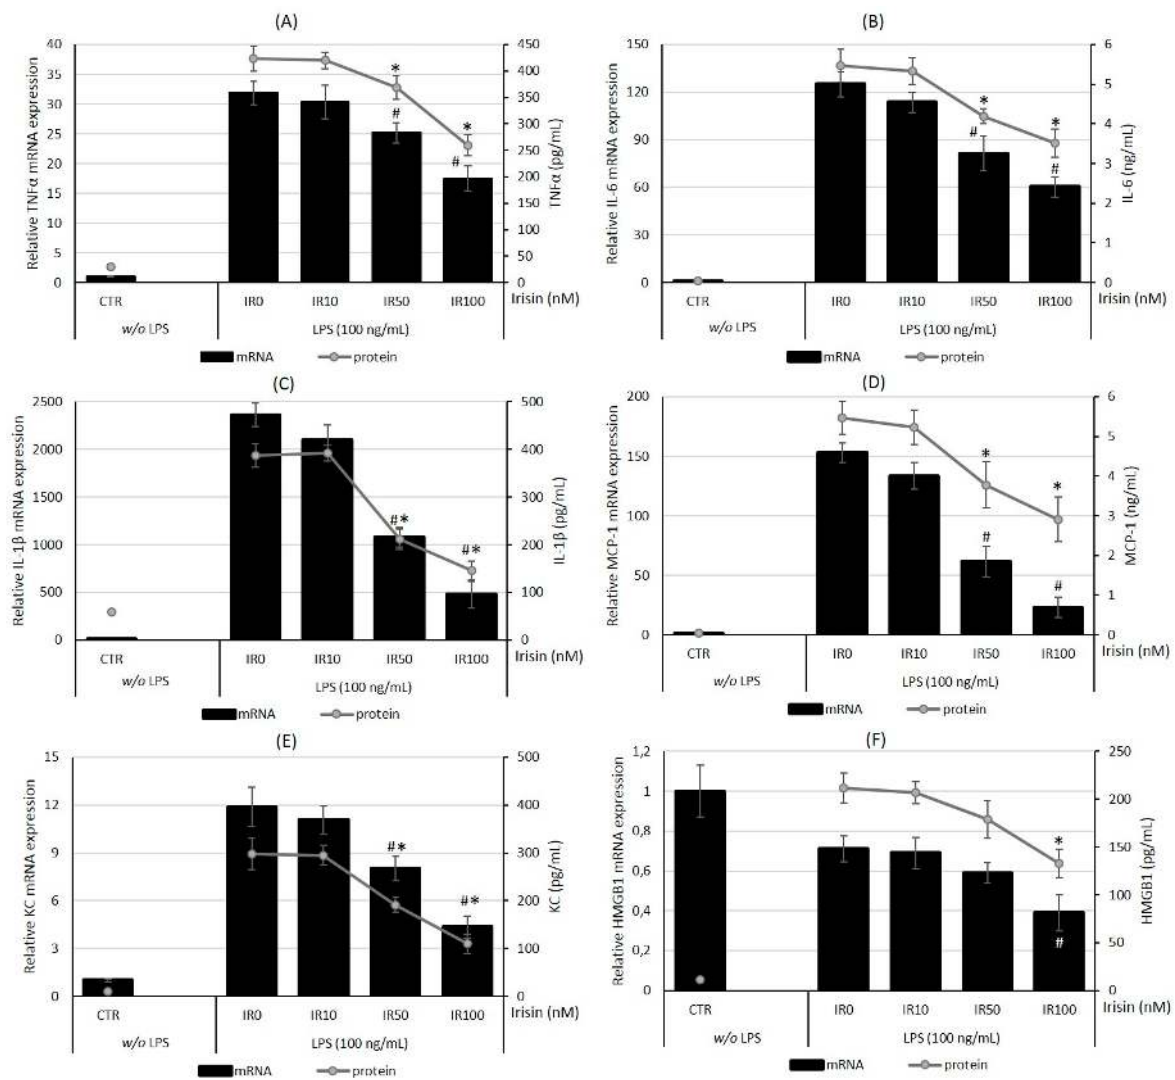 (A)
Relative TNFα mRNA expression
40
35
30
25
20
15
10
5
0
450
400
350
300
250
200
150
100
50
0
TNFα (pg/mL)
*
#
*
#
CTR IR0 IR10 IR50 IR100 Irisin (nM)
w/o LPS LPS (100 ng/mL)
mRNA protein
(B)
Relative IL-6 mRNA expression
150
120
90
60
30
0
6
5
4
3
2
1
0
IL-6 (ng/mL)
*
#
*
#
CTR IR0 IR10 IR50 IR100 Irisin (nM)
w/o LPS LPS (100 ng/mL)
mRNA protein
(C)
Relative IL-1β mRNA expression
2500
2000
1500
1000
500
0
500
400
300
200
100
0
IL-1β (pg/mL)
#*
#*
CTR IR0 IR10 IR50 IR100 Irisin (nM)
w/o LPS LPS (100 ng/mL)
mRNA protein
(D)
Relative MCP-1 mRNA expression
200
150
100
50
0
6
5
4
3
2
1
0
MCP-1 (ng/mL)
*
#
*
#
CTR IR0 IR10 IR50 IR100 Irisin (nM)
w/o LPS LPS (100 ng/mL)
mRNA protein
(E)
Relative KC mRNA expression
15
12
9
6
3
0
500
400
300
200
100
0
KC (pg/mL)
#*
#*
CTR IR0 IR10 IR50 IR100 Irisin (nM)
w/o LPS LPS (100 ng/mL)
mRNA protein
(F)
Relative HMGB1 mRNA expression
1,2
1
0,8
0,6
0,4
0,2
0
250
200
150
100
50
0
HMGB1 (pg/mL)
*
#
CTR IR0 IR10 IR50 IR100 Irisin (nM)
w/o LPS LPS (100 ng/mL)
mRNA protein